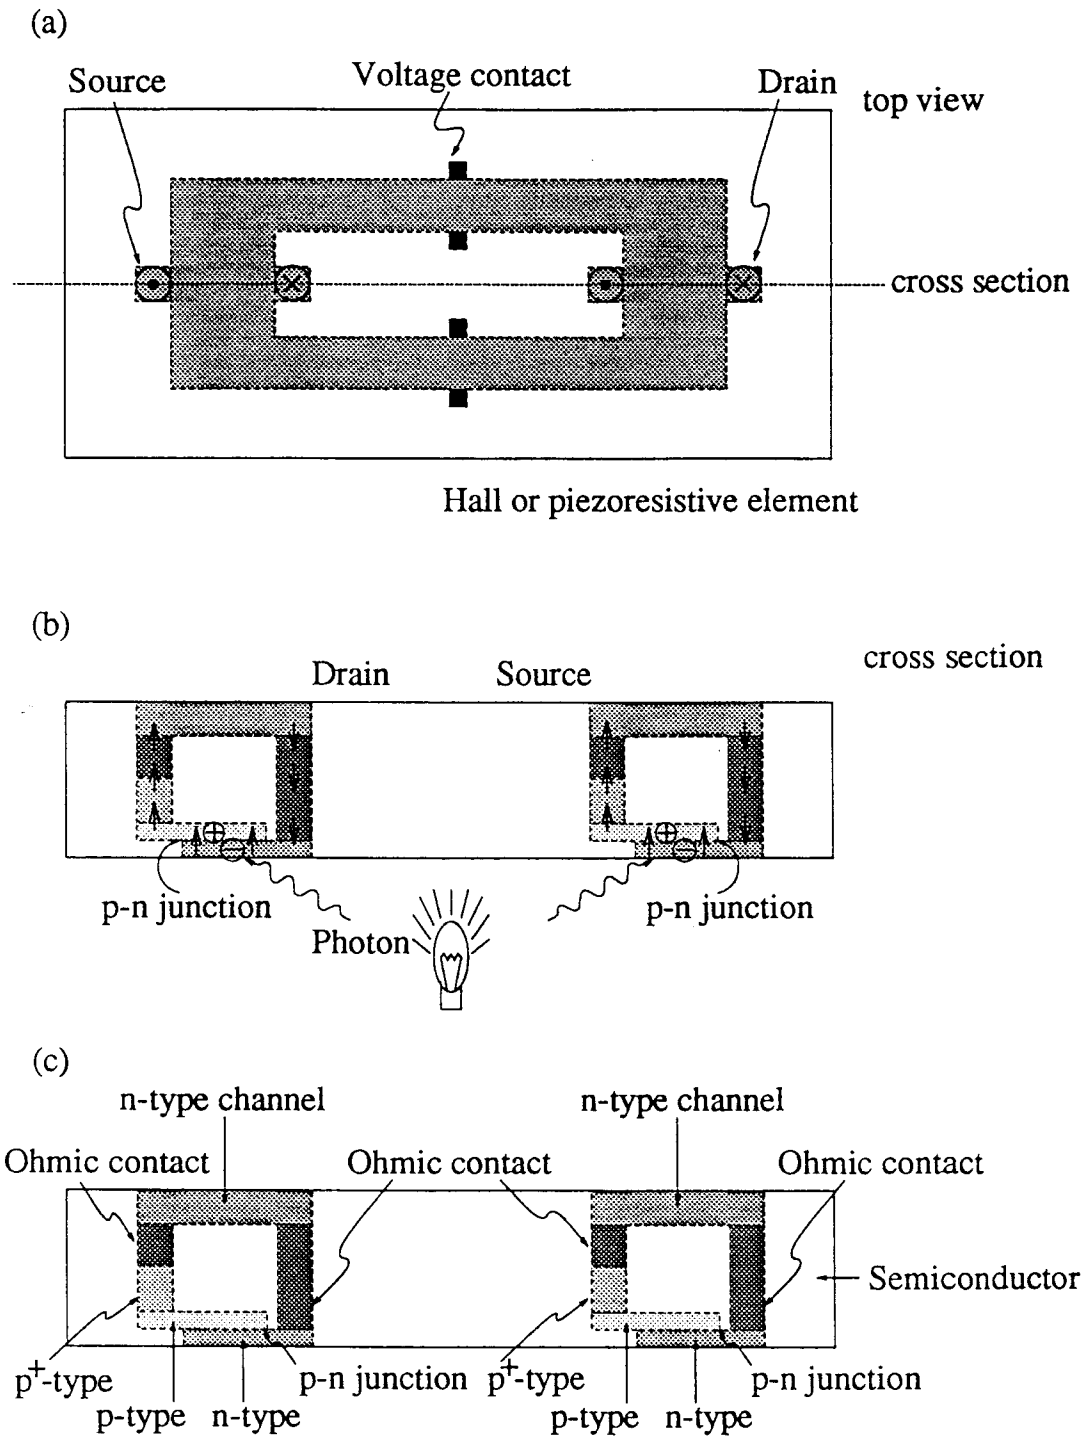 (a)
Source
Voltage contact
Drain
top view
cross section
Hall or piezoresistive element
(b)
cross section
Drain
Source
p-n junction
p-n junction
Photon
(c)
n-type channel
n-type channel
Ohmic contact
Ohmic contact
Ohmic contact
Semiconductor
p+-type
p-n junction
p+-type
p-n junction
p-type
n-type
p-type
n-type